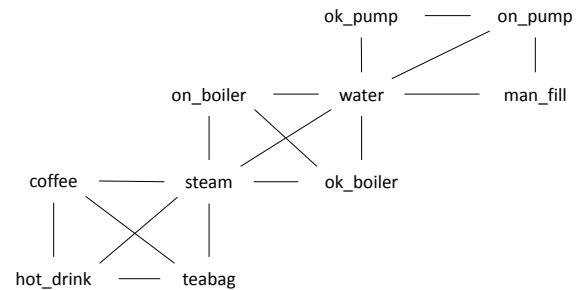 ok_pump on_pump
on_boiler water man_fill
coffee steam ok_boiler
hot_drink teabag